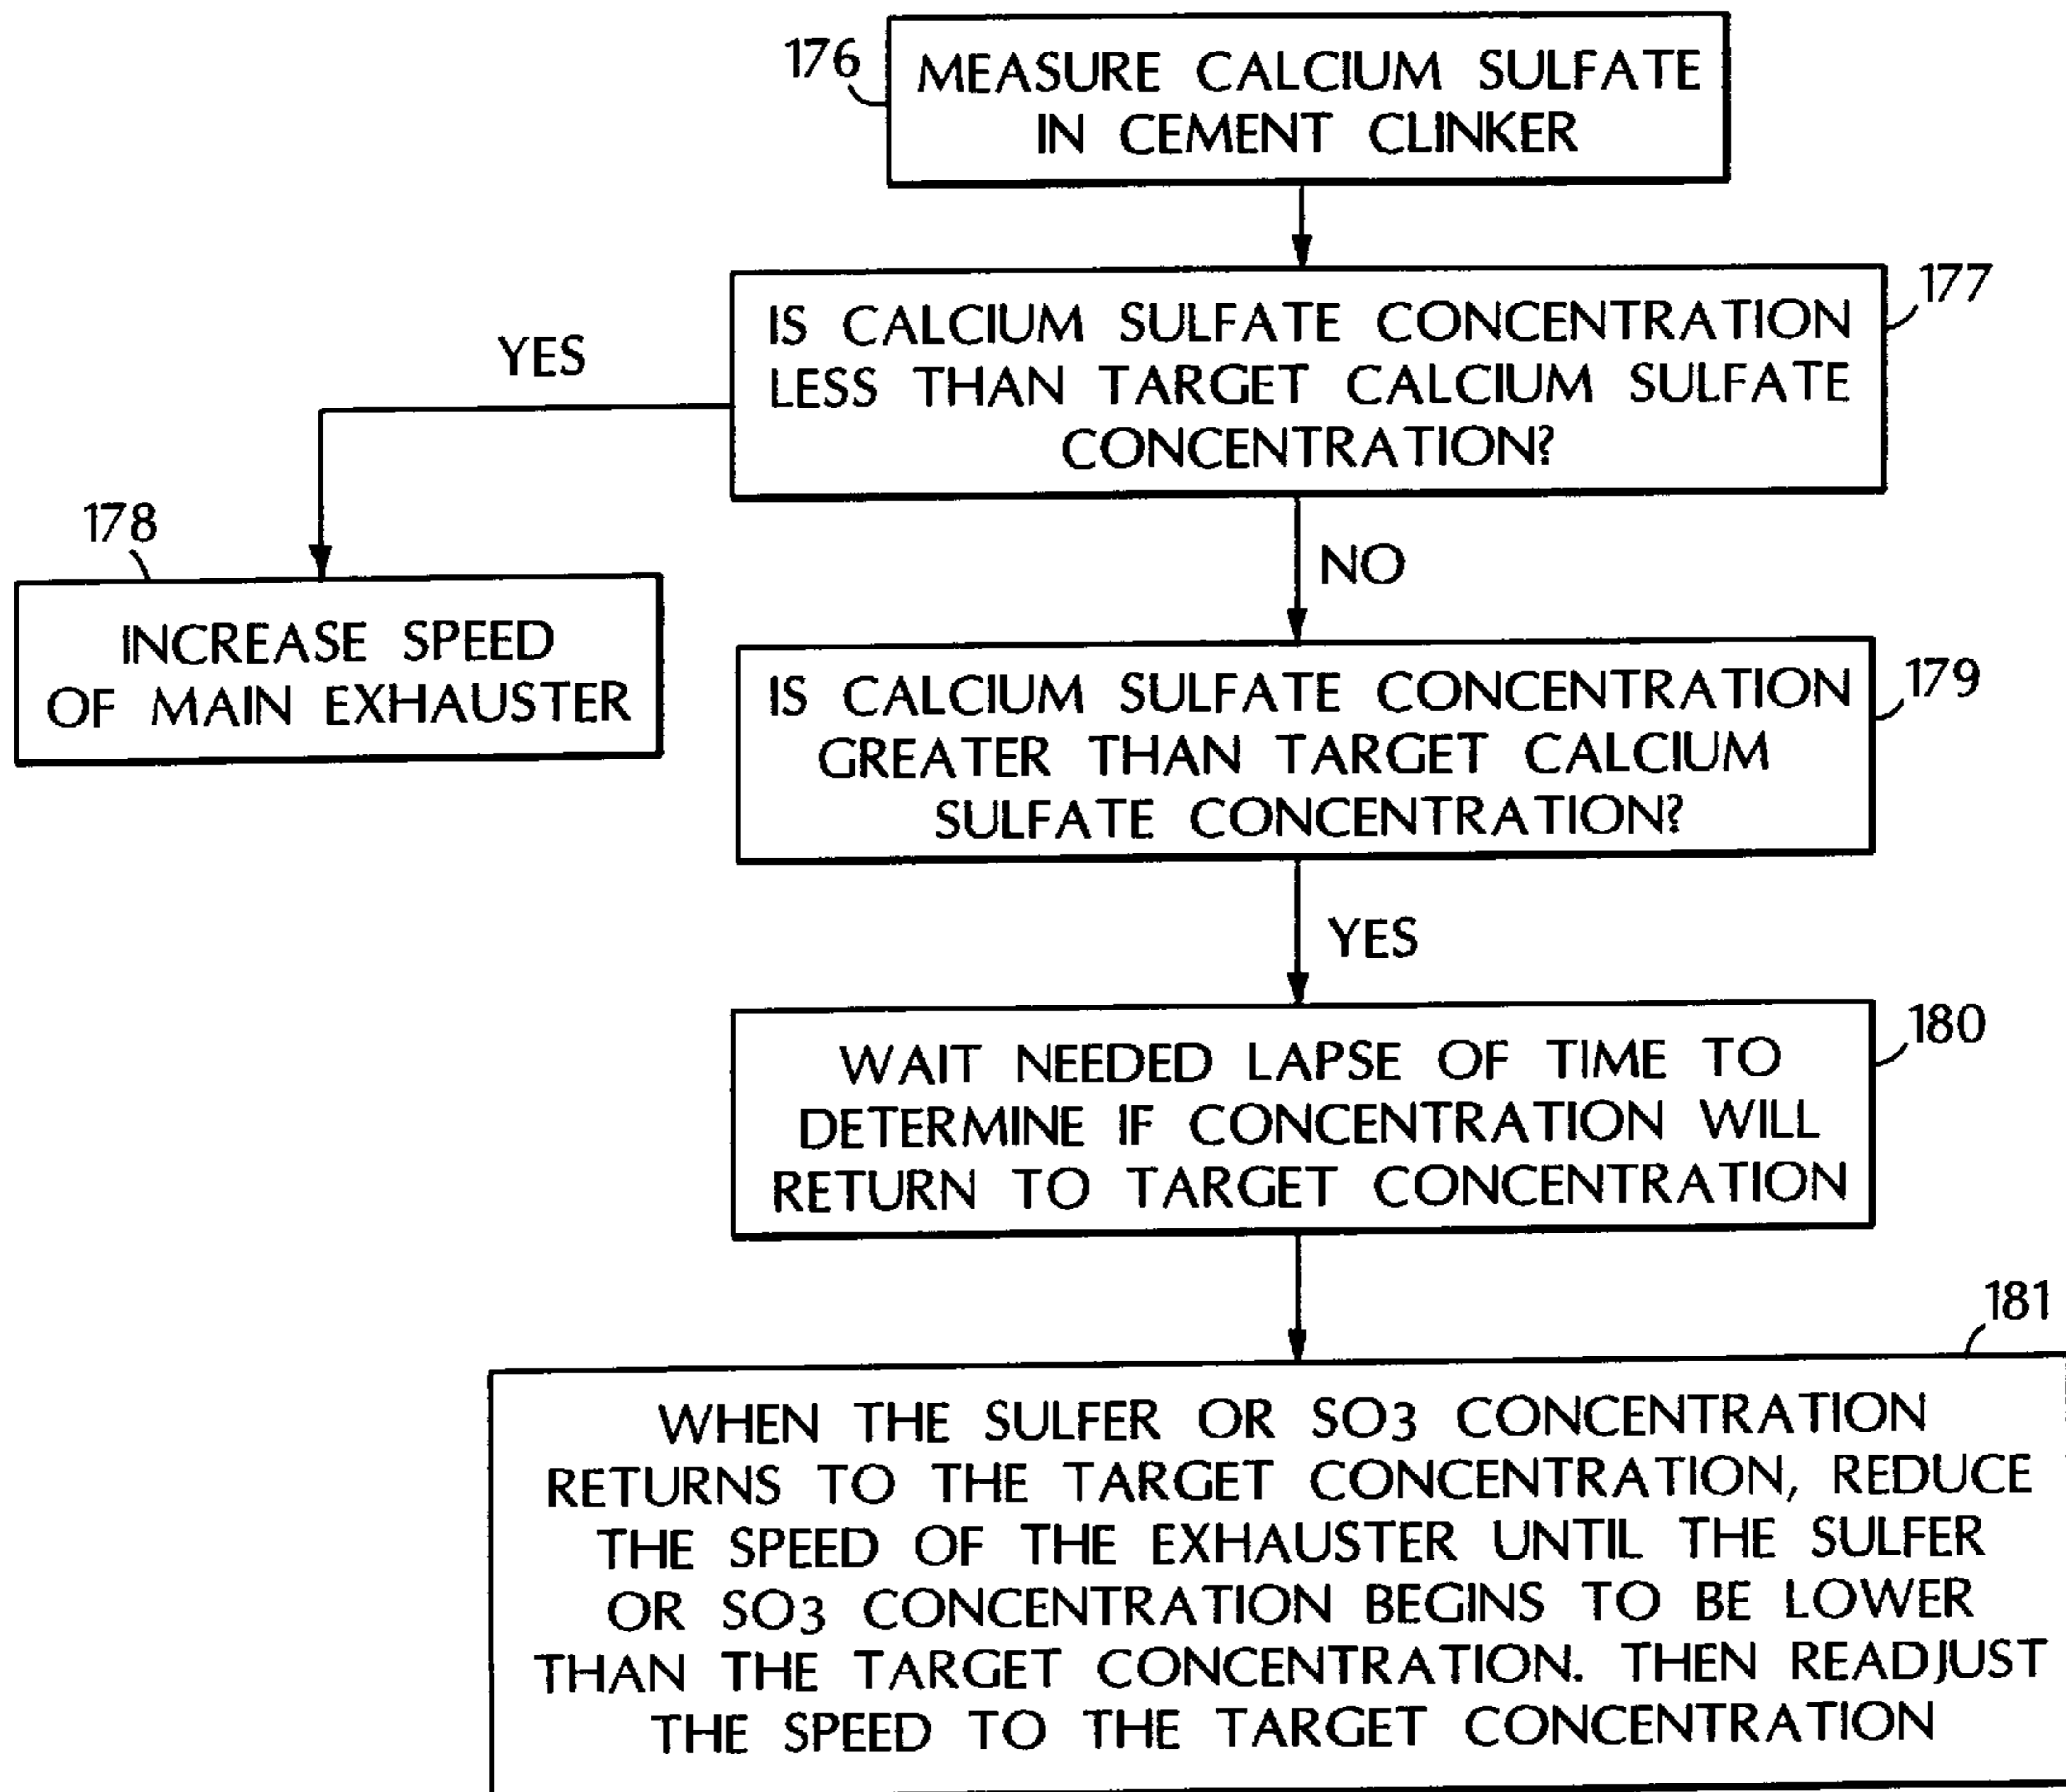 176
MEASURE CALCIUM SULFATE
IN CEMENT CLINKER
177
IS CALCIUM SULFATE CONCENTRATION
LESS THAN TARGET CALCIUM SULFATE
CONCENTRATION?
YES
178
INCREASE SPEED
OF MAIN EXHAUSTER
NO
179
IS CALCIUM SULFATE CONCENTRATION
GREATER THAN TARGET CALCIUM
SULFATE CONCENTRATION?
YES
180
WAIT NEEDED LAPSE OF TIME TO
DETERMINE IF CONCENTRATION WILL
RETURN TO TARGET CONCENTRATION
181
WHEN THE SULFER OR SO3 CONCENTRATION
RETURNS TO THE TARGET CONCENTRATION, REDUCE
THE SPEED OF THE EXHAUSTER UNTIL THE SULFER
OR SO3 CONCENTRATION BEGINS TO BE LOWER
THAN THE TARGET CONCENTRATION. THEN READJUST
THE SPEED TO THE TARGET CONCENTRATION